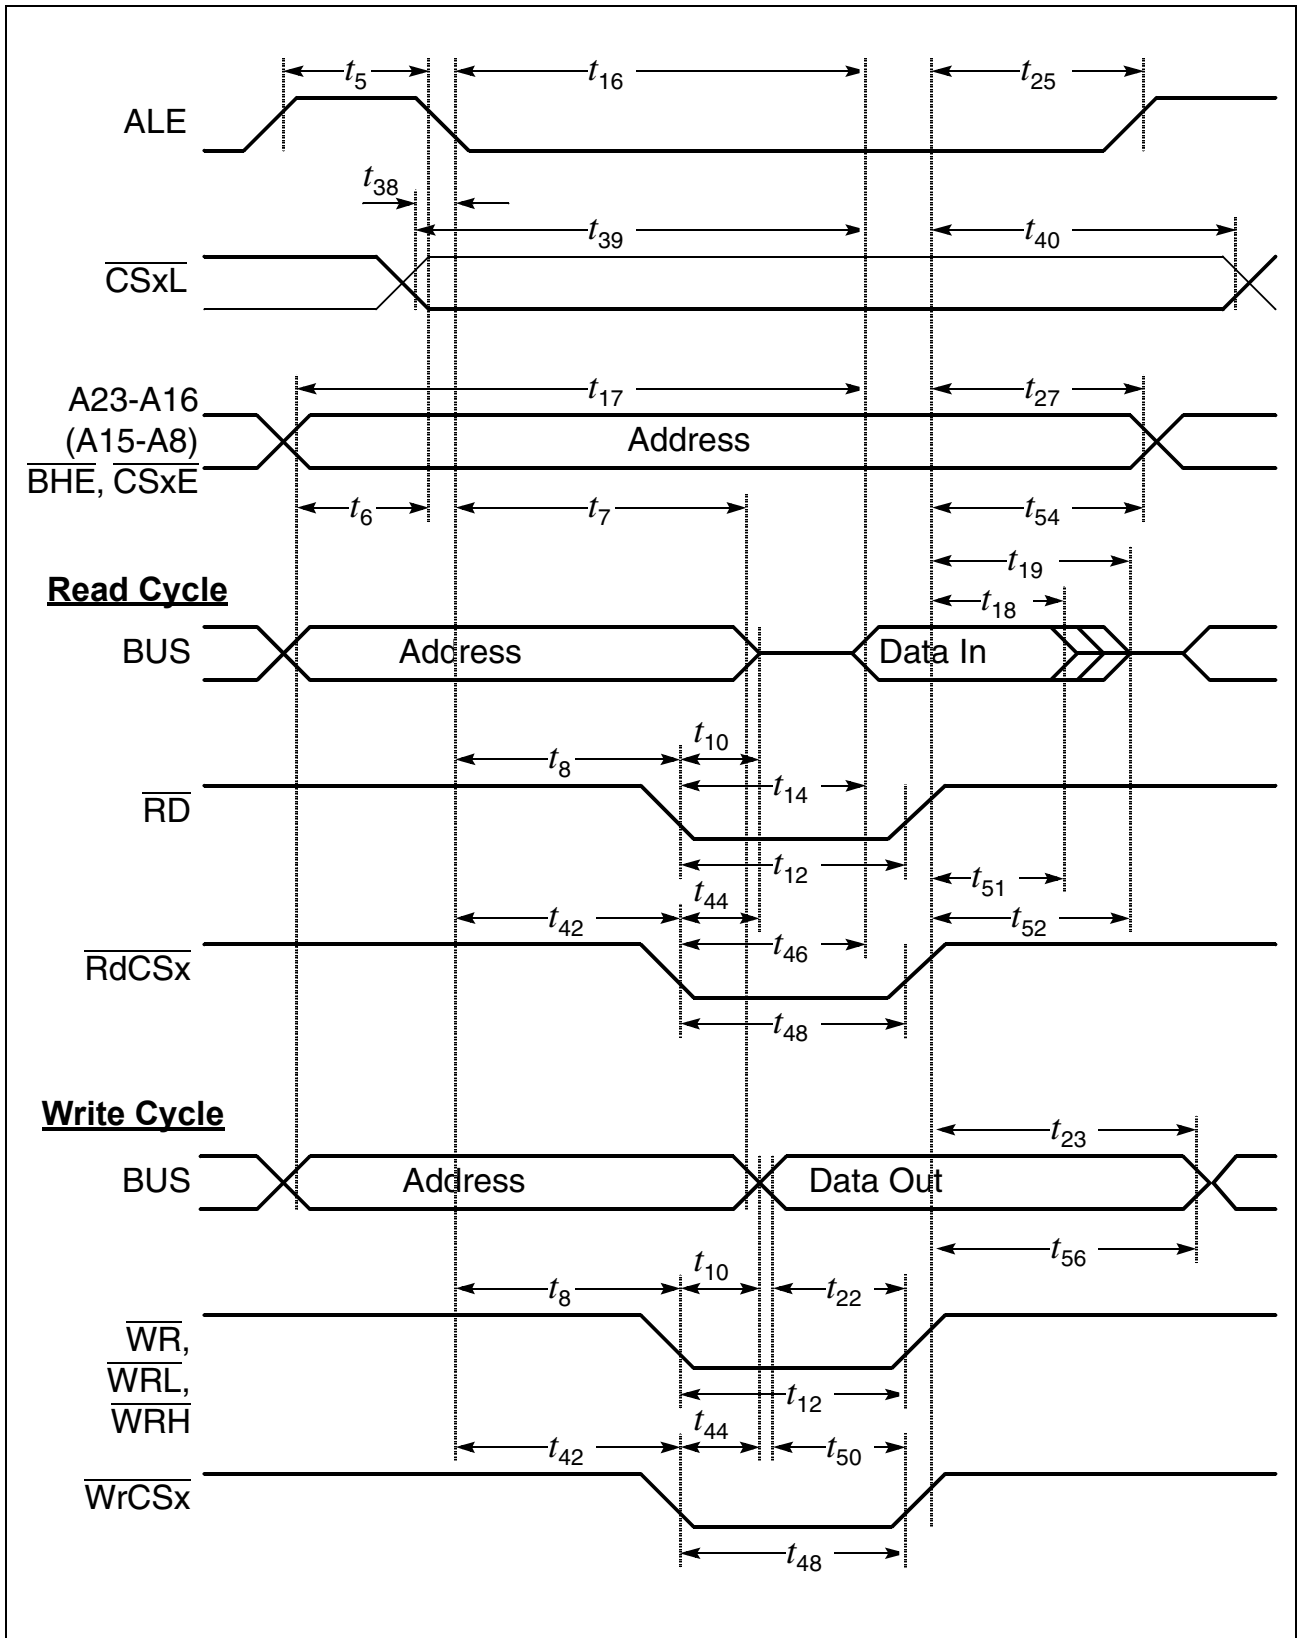 t5 t16 t25
ALE
t38
t39 t40
CSxL
t17 t27
A23-A16
(A15-A8) Address
BHE, CSxE
t6 t7 t54
t19
Read Cycle
t18
BUS Address Data In
t10
t8
t14
RD
t12
t51
t44
t42 t52
t46
RdCSx
t48
Write Cycle
t23
BUS Address Data Out
t56
t10
t8 t22
WR,
WRL,
t12
WRH
t44
t42 t50
WrCSx
t48